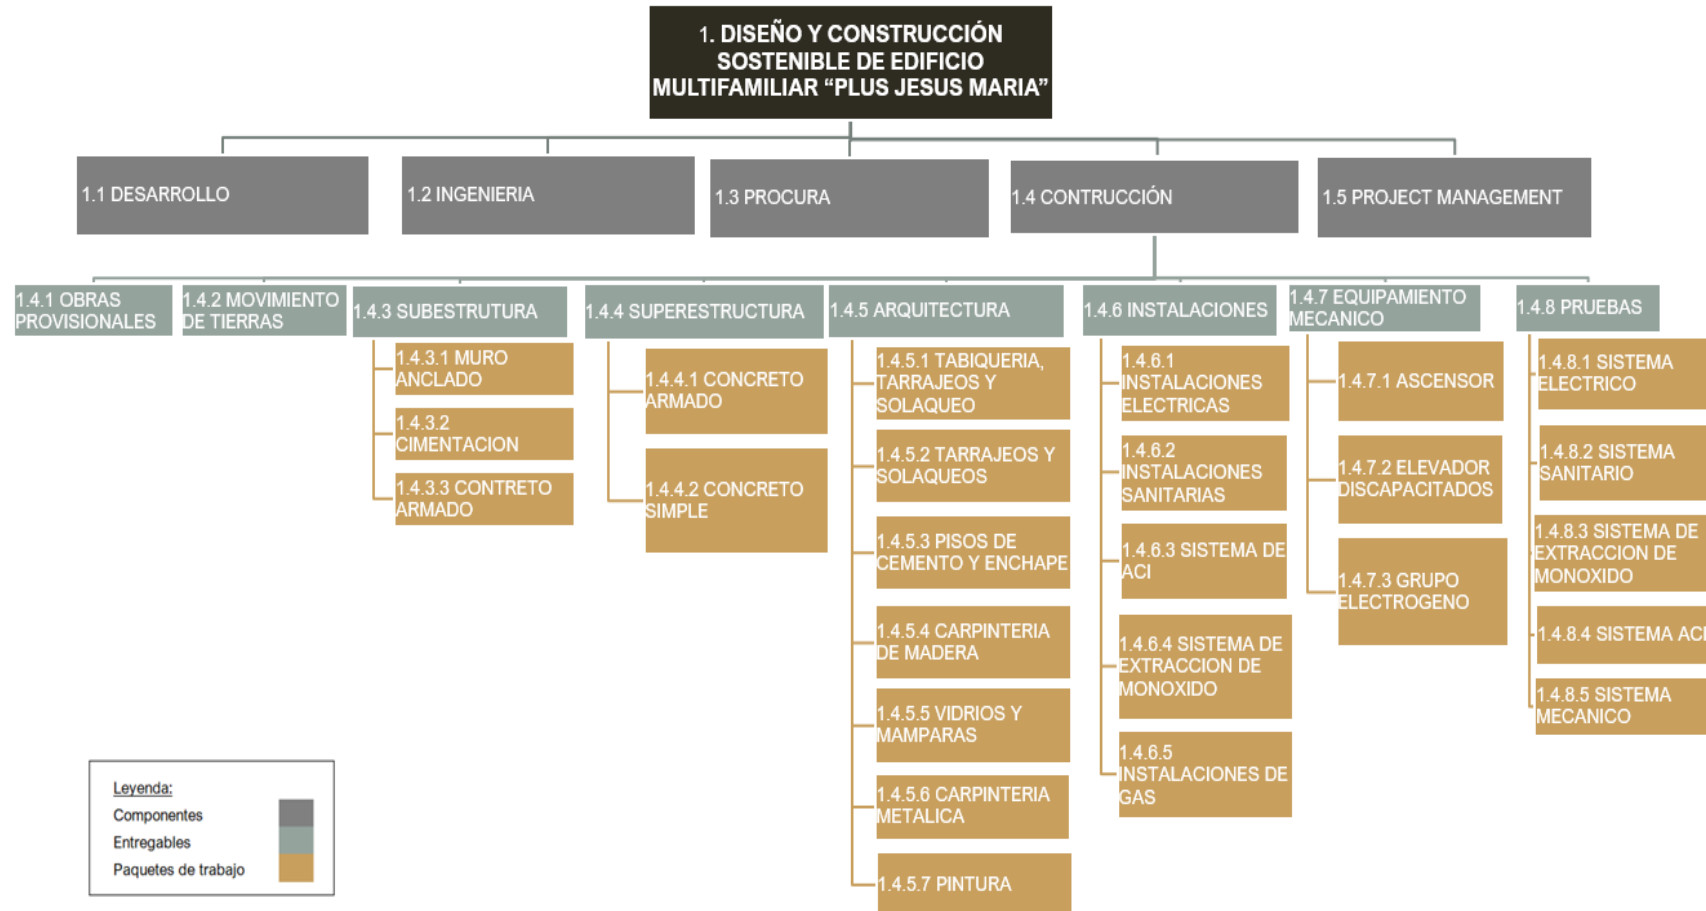 1. DISEÑO Y CONSTRUCCIÓN
SOSTENIBLE DE EDIFICIO
MULTIFAMILIAR “PLUS JESUS MARIA”
1.1 DESARROLLO
1.2 INGENIERIA
1.3 PROCURA
1.4 CONTRUCCIÓN
1.5 PROJECT MANAGEMENT
1.4.1 OBRAS
PROVISIONALES
1.4.2 MOVIMIENTO
DE TIERRAS
1.4.3 SUBESTRUTURA
1.4.4 SUPERESTRUCTURA
1.4.5 ARQUITECTURA
1.4.6 INSTALACIONES
1.4.7 EQUIPAMIENTO
MECANICO
1.4.8 PRUEBAS
1.4.3.1 MURO
ANCLADO
1.4.3.2
CIMENTACION
1.4.3.3 CONTRETO
ARMADO
1.4.4.1 CONCRETO
ARMADO
1.4.4.2 CONCRETO
SIMPLE
1.4.5.1 TABIQUERIA,
TARRAJEOS Y
SOLAQUEO
1.4.5.2 TARRAJEOS Y
SOLAQUEOS
1.4.5.3 PISOS DE
CEMENTO Y ENCHAPE
1.4.5.4 CARPINTERIA
DE MADERA
1.4.5.5 VIDRIOS Y
MAMPARAS
1.4.5.6 CARPINTERIA
METALICA
1.4.5.7 PINTURA
1.4.6.1
INSTALACIONES
ELECTRICAS
1.4.6.2
INSTALACIONES
SANITARIAS
1.4.6.3 SISTEMA DE
ACI
1.4.6.4 SISTEMA DE
EXTRACCION DE
MONOXIDO
1.4.6.5
INSTALACIONES DE
GAS
1.4.7.1 ASCENSOR
1.4.7.2 ELEVADOR
DISCAPACITADOS
1.4.7.3 GRUPO
ELECTROGENO
1.4.8.1 SISTEMA
ELECTRICO
1.4.8.2 SISTEMA
SANITARIO
1.4.8.3 SISTEMA DE
EXTRACCION DE
MONOXIDO
1.4.8.4 SISTEMA ACI
1.4.8.5 SISTEMA
MECANICO
Leyenda:
Componentes
Entregables
Paquetes de trabajo